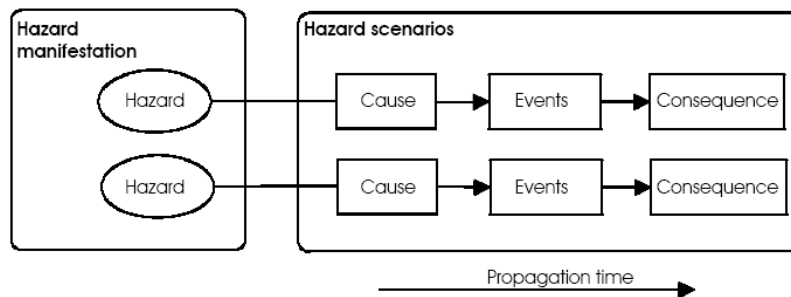 Hazard
manifestation
Hazard scenarios
Hazard
Cause
Events
Consequence
Hazard
Cause
Events
Consequence
Propagation time